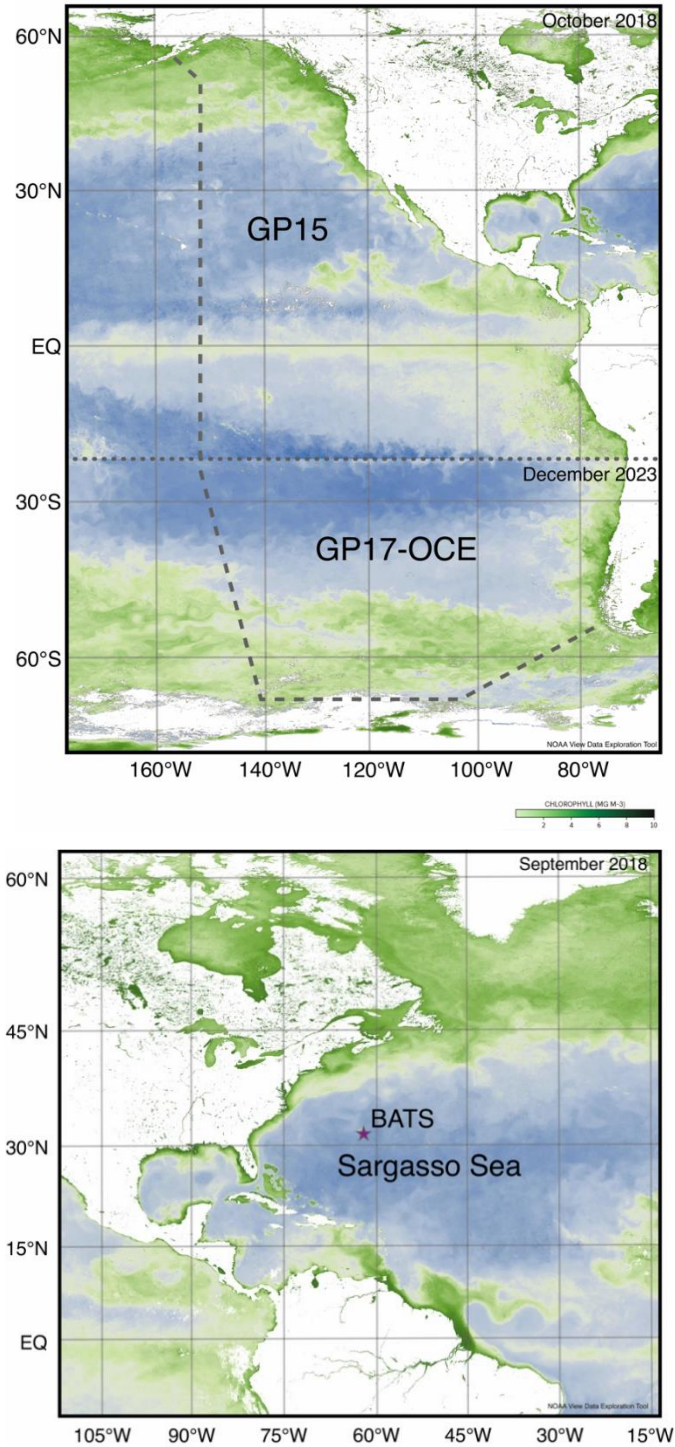 October 2018
60°N
30°N
GP15
EQ
December 2023
30°S
GP17-OCE
60°S
NOAA View Data Exploration Tool
160°W 140°W 120°W 100°W 80°W
CHLOROPHYLL (MG M-3)
2 4 6 8 10
September 2018
60°N
45°N
BATS
30°N
Sargasso Sea
15°N
EQ
NOAA View Data Exploration Tool
105°W 90°W 75°W 60°W 45°W 30°W 15°W